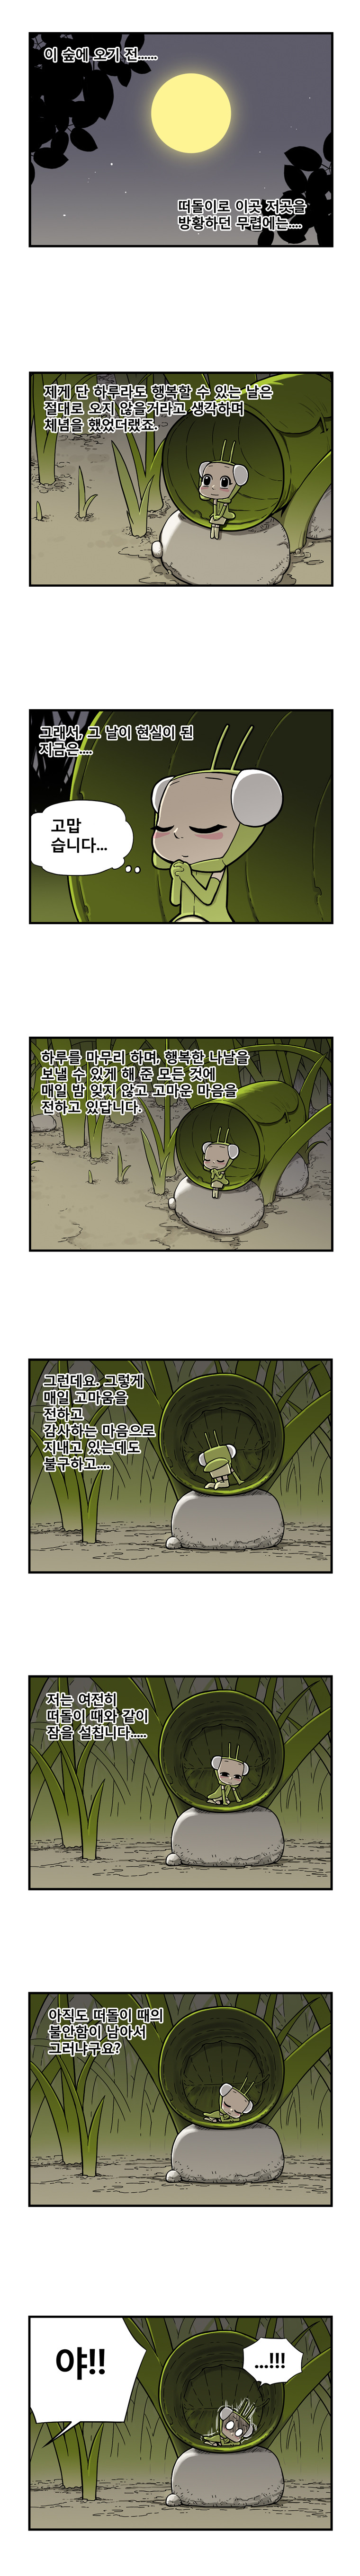 이 숲에 오기 전......
떠돌이로 이곳 저곳을
방황하던 무렵에는....
제게 단 하루라도 행복할 수 있는 날은
절대로 오지 않을거라고 생각하며
체념을 했었더랬죠.
그래서, 그 날이 현실이 된
지금은....
고맙
습니다...
하루를 마무리 하며, 행복한 나날을
보낼 수 있게 해 준 모든 것에
매일 밤 잊지 않고 고마운 마음을
전하고 있답니다.
그런데요. 그렇게
매일 고마움을
전하고
감사하는 마음으로
지내고 있는데도
불구하고....
저는 여전히
떠돌이 때와 같이
잠을 설칩니다.....
아직도 떠돌이 때의
불안함이 남아서
그러냐구요?
야!!
...!!!